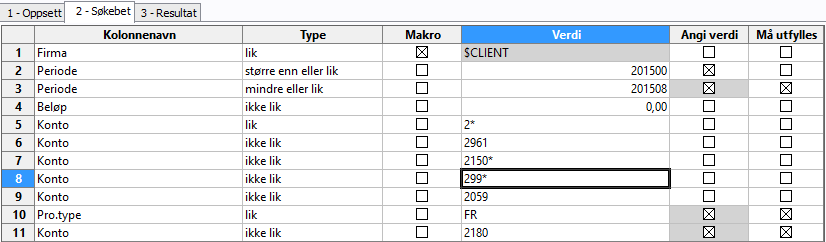 1 - Oppsett 2 - Søkebet 3 - Resultat
Kolonnenavn Type Makro Verdi Angi verdi Må utfylles
1 Firma lik $CLIENT
2 Periode større enn eller lik 201500
3 Periode mindre eller lik 201508
4 Beløp ikke lik 0,00
5 Konto lik 2*
6 Konto ikke lik 2961
7 Konto ikke lik 2150*
8 Konto ikke lik 299*
9 Konto ikke lik 2059
10 Pro.type lik FR
11 Konto ikke lik 2180